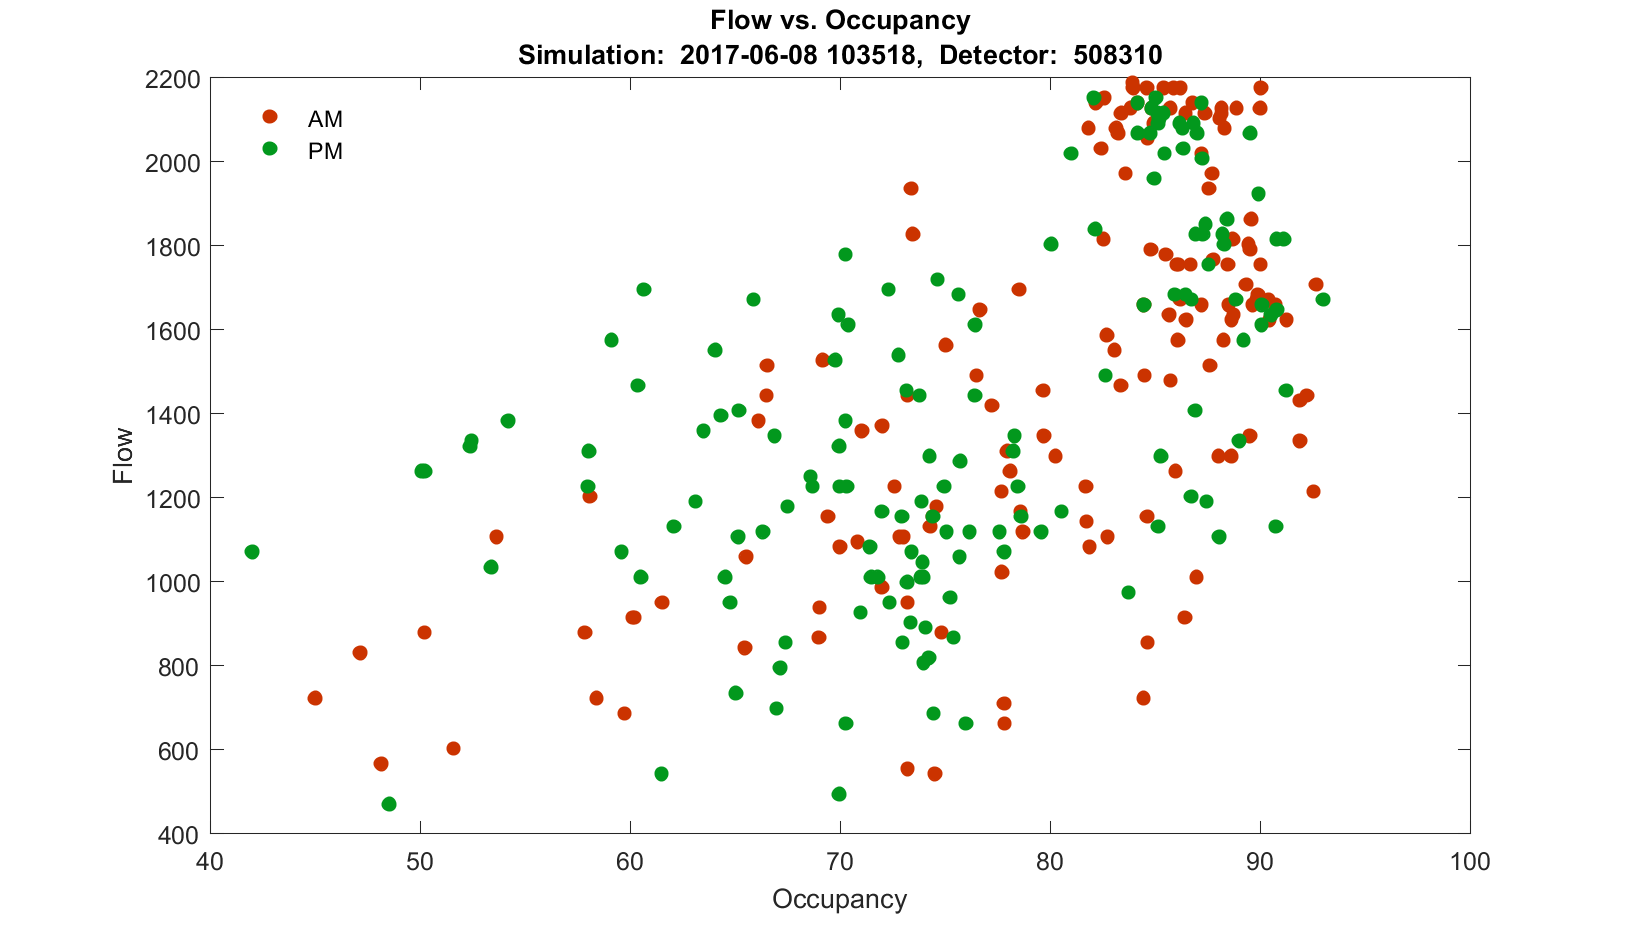 Flow vs. Occupancy
Simulation:  2017-06-08 103518,  Detector:  508310
2200
AM
PM
2000
1800
1600
1400
Flow
1200
1000
800
600
400
40 50 60 70 80 90 100
Occupancy